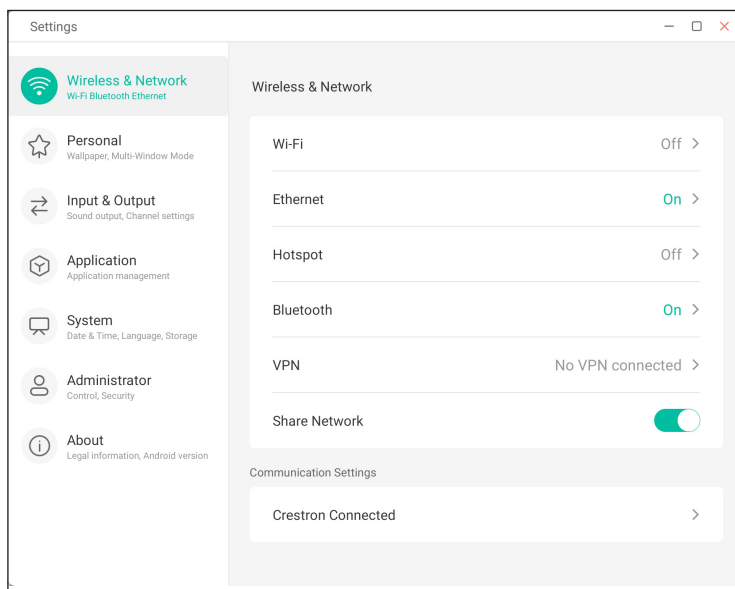 Settings
Wireless & Network
Wi-Fi Bluetooth Ethernet
Personal
Wallpaper, Multi-Window Mode
Input & Output
Sound output, Channel settings
Application
Application management
System
Date & Time, Language, Storage
Administrator
Control, Security
About
Legal information, Android version
Wireless & Network
Wi-Fi Off
Ethernet On
Hotspot Off
Bluetooth On
VPN No VPN connected
Share Network
Communication Settings
Crestron Connected